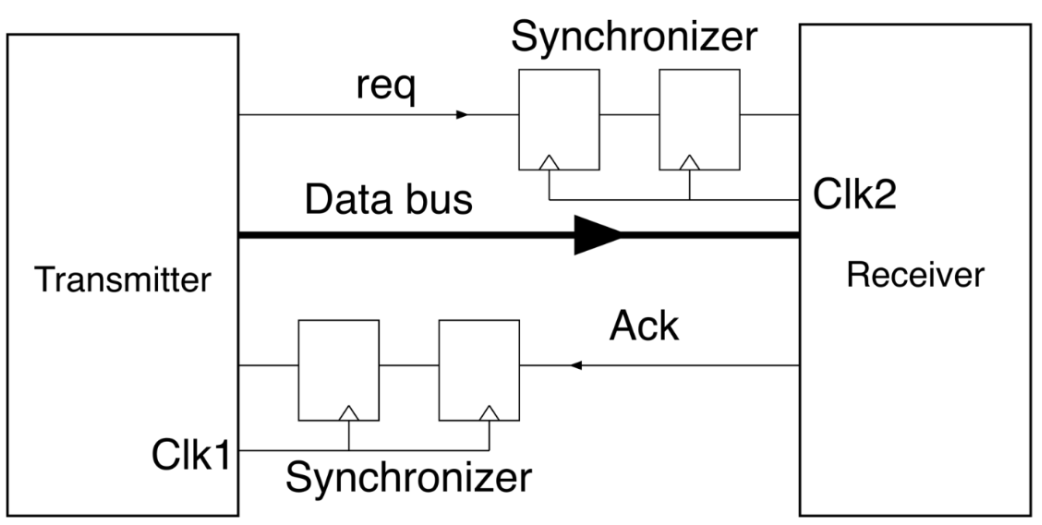 Synchronizer
req
Data bus
Clk2
Transmitter
Receiver
Ack
Clk1
Synchronizer